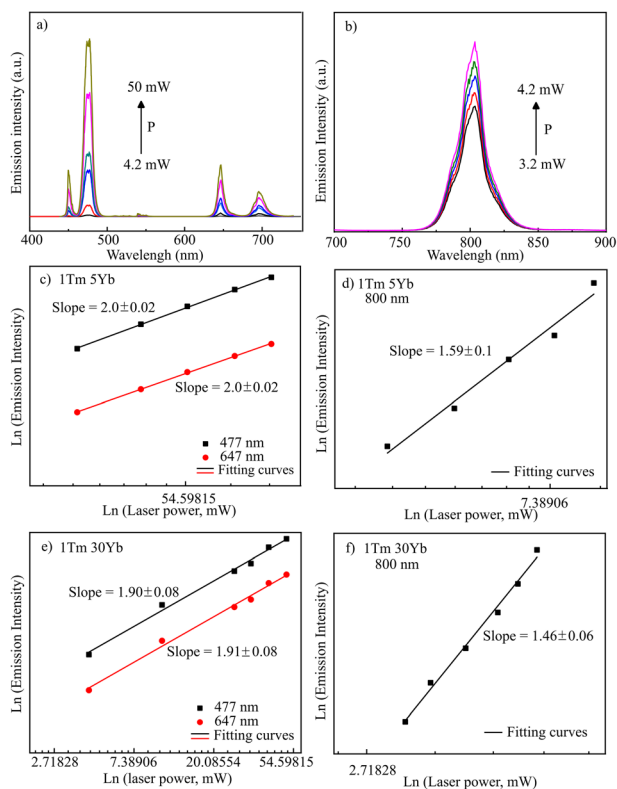 a)
50 mW
P
4.2 mW
Emission intensity (a.u.)
400 500 600 700
Wavelengh (nm)
b)
4.2 mW
P
3.2 mW
Emission Intensity (a.u.)
700 750 800 850 900
Wavelength (nm)
c) 1Tm 5Yb
Slope = 2.0±0.02
Slope = 2.0±0.02
477 nm
647 nm
Fitting curves
Ln (Emission Intensity)
54.59815
Ln (Laser power, mW)
d) 1Tm 5Yb
800 nm
Slope = 1.59±0.1
Fitting curves
Ln (Emission Intensity)
7.38906
Ln (Laser power, mW)
e) 1Tm 30Yb
Slope = 1.90±0.08
Slope = 1.91±0.08
477 nm
647 nm
Fitting curves
Ln (Emission Intensity)
2.71828 7.38906 20.08554 54.59815
Ln (laser power, mW)
f) 1Tm 30Yb
800 nm
Slope = 1.46±0.06
Fitting curves
Ln (Emission Intensity)
2.71828
Ln (Laser power, mW)